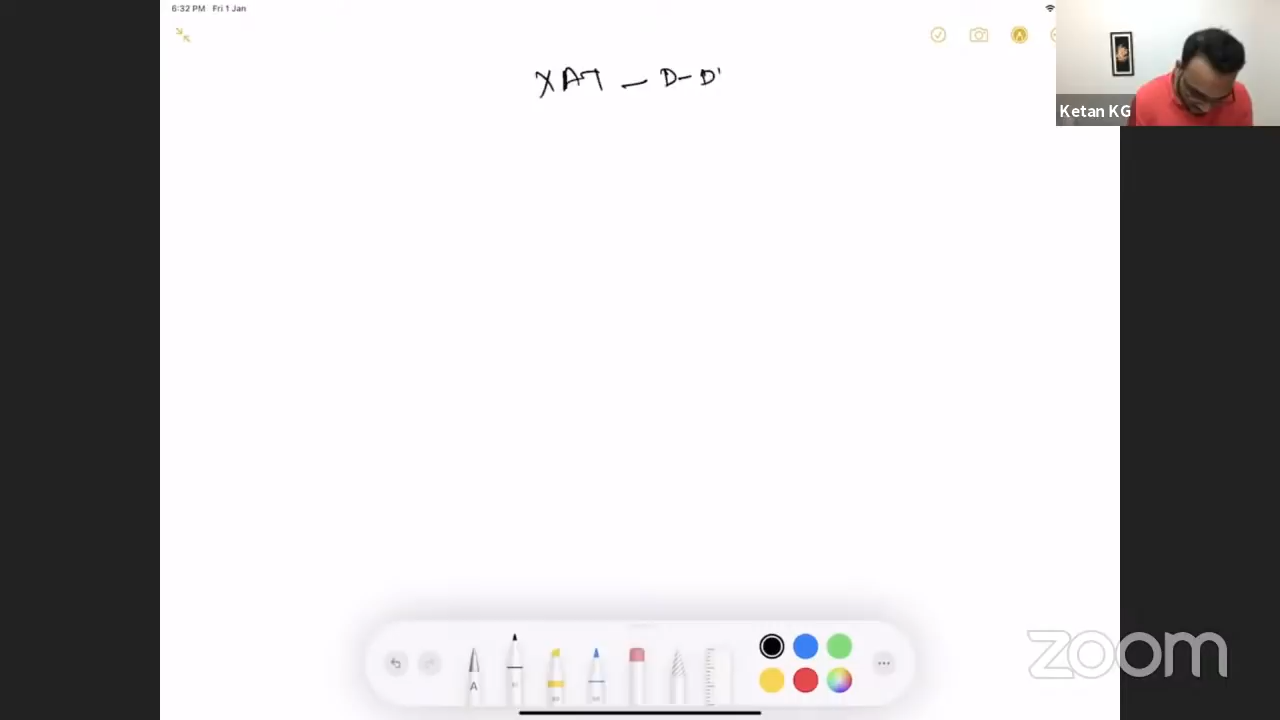 6:32 PM Fri 1 Jan
XAT – D-D'
Ketan KG
A
zoom